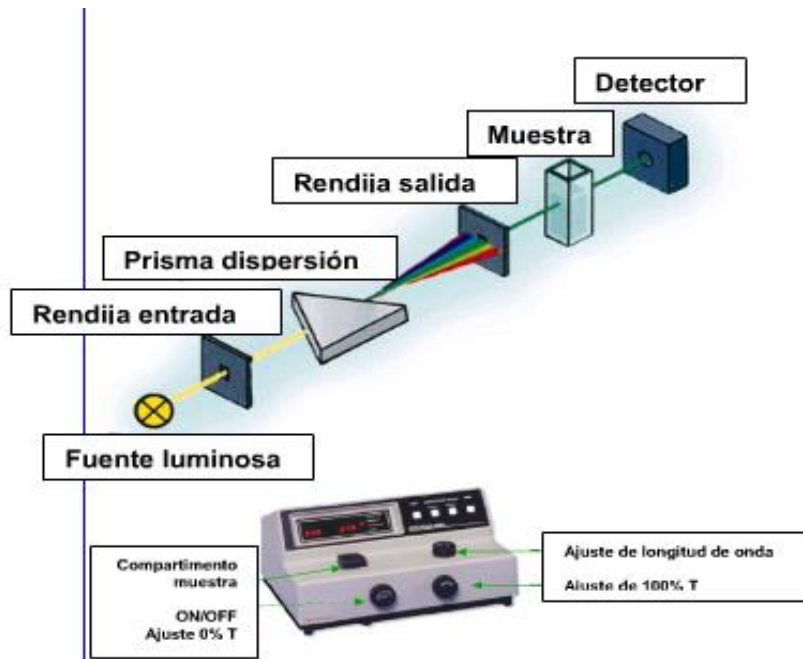 Detector
Muestra
Rendija salida
Prisma dispersión
Rendija entrada
Fuente luminosa
Compartimento
muestra
ON/OFF
Ajuste 0% T
Ajuste de longitud de onda
Ajuste de 100% T